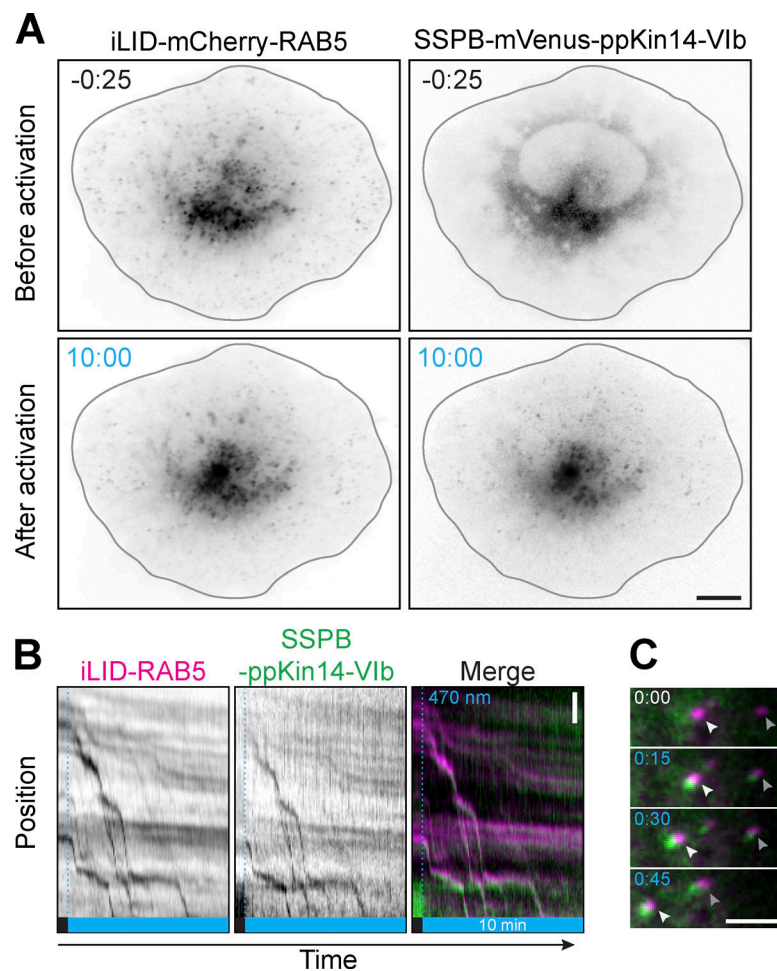 A
iLID-mCherry-RAB5
SSPB-mVenus-ppKin14-VIb
Before activation
-0:25
-0:25
After activation
10:00
10:00
B
iLID-RAB5
SSPB
-ppKin14-VIb
Merge
Position
470 nm
10 min
Time
C
0:00
0:15
0:30
0:45